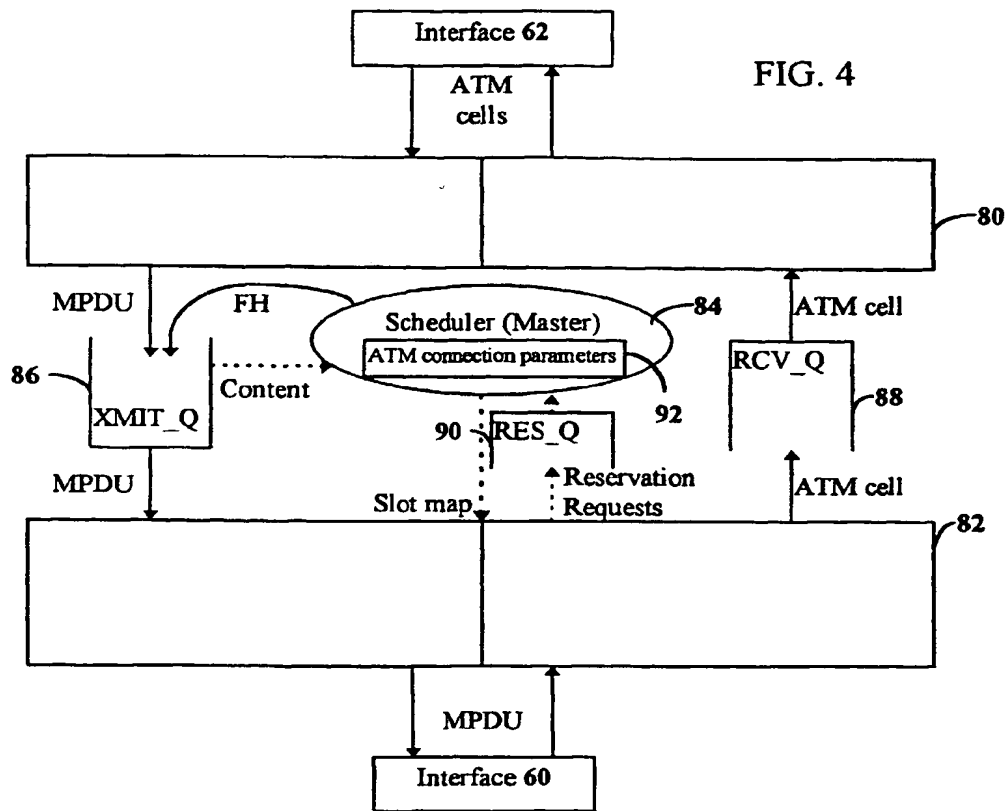 Interface 62
FIG. 4
ATM
cells
80
MPDU
FH
Scheduler (Master)
84
ATM cell
ATM connection parameters
RCV_Q
86
Content
92
88
XMIT_Q
90
RES_Q
MPDU
Reservation
ATM cell
Slot map
Requests
82
MPDU
Interface 60